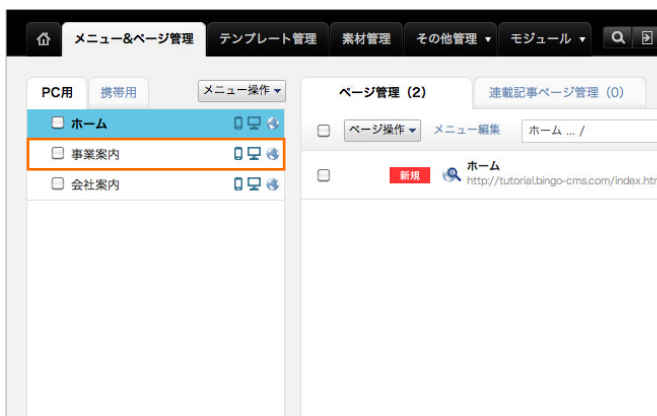 メニュー&ページ管理 テンプレート管理 素材管理 その他管理 ▼ モジュール ▼
PC用 携帯用 メニュー操作 ▼ ページ管理（2） 連載記事ページ管理（0）
ホーム
ページ操作 ▼ メニュー編集 ホーム ... /
事業案内
新規 ホーム
http://tutorial.bingo-cms.com/index.htm
会社案内